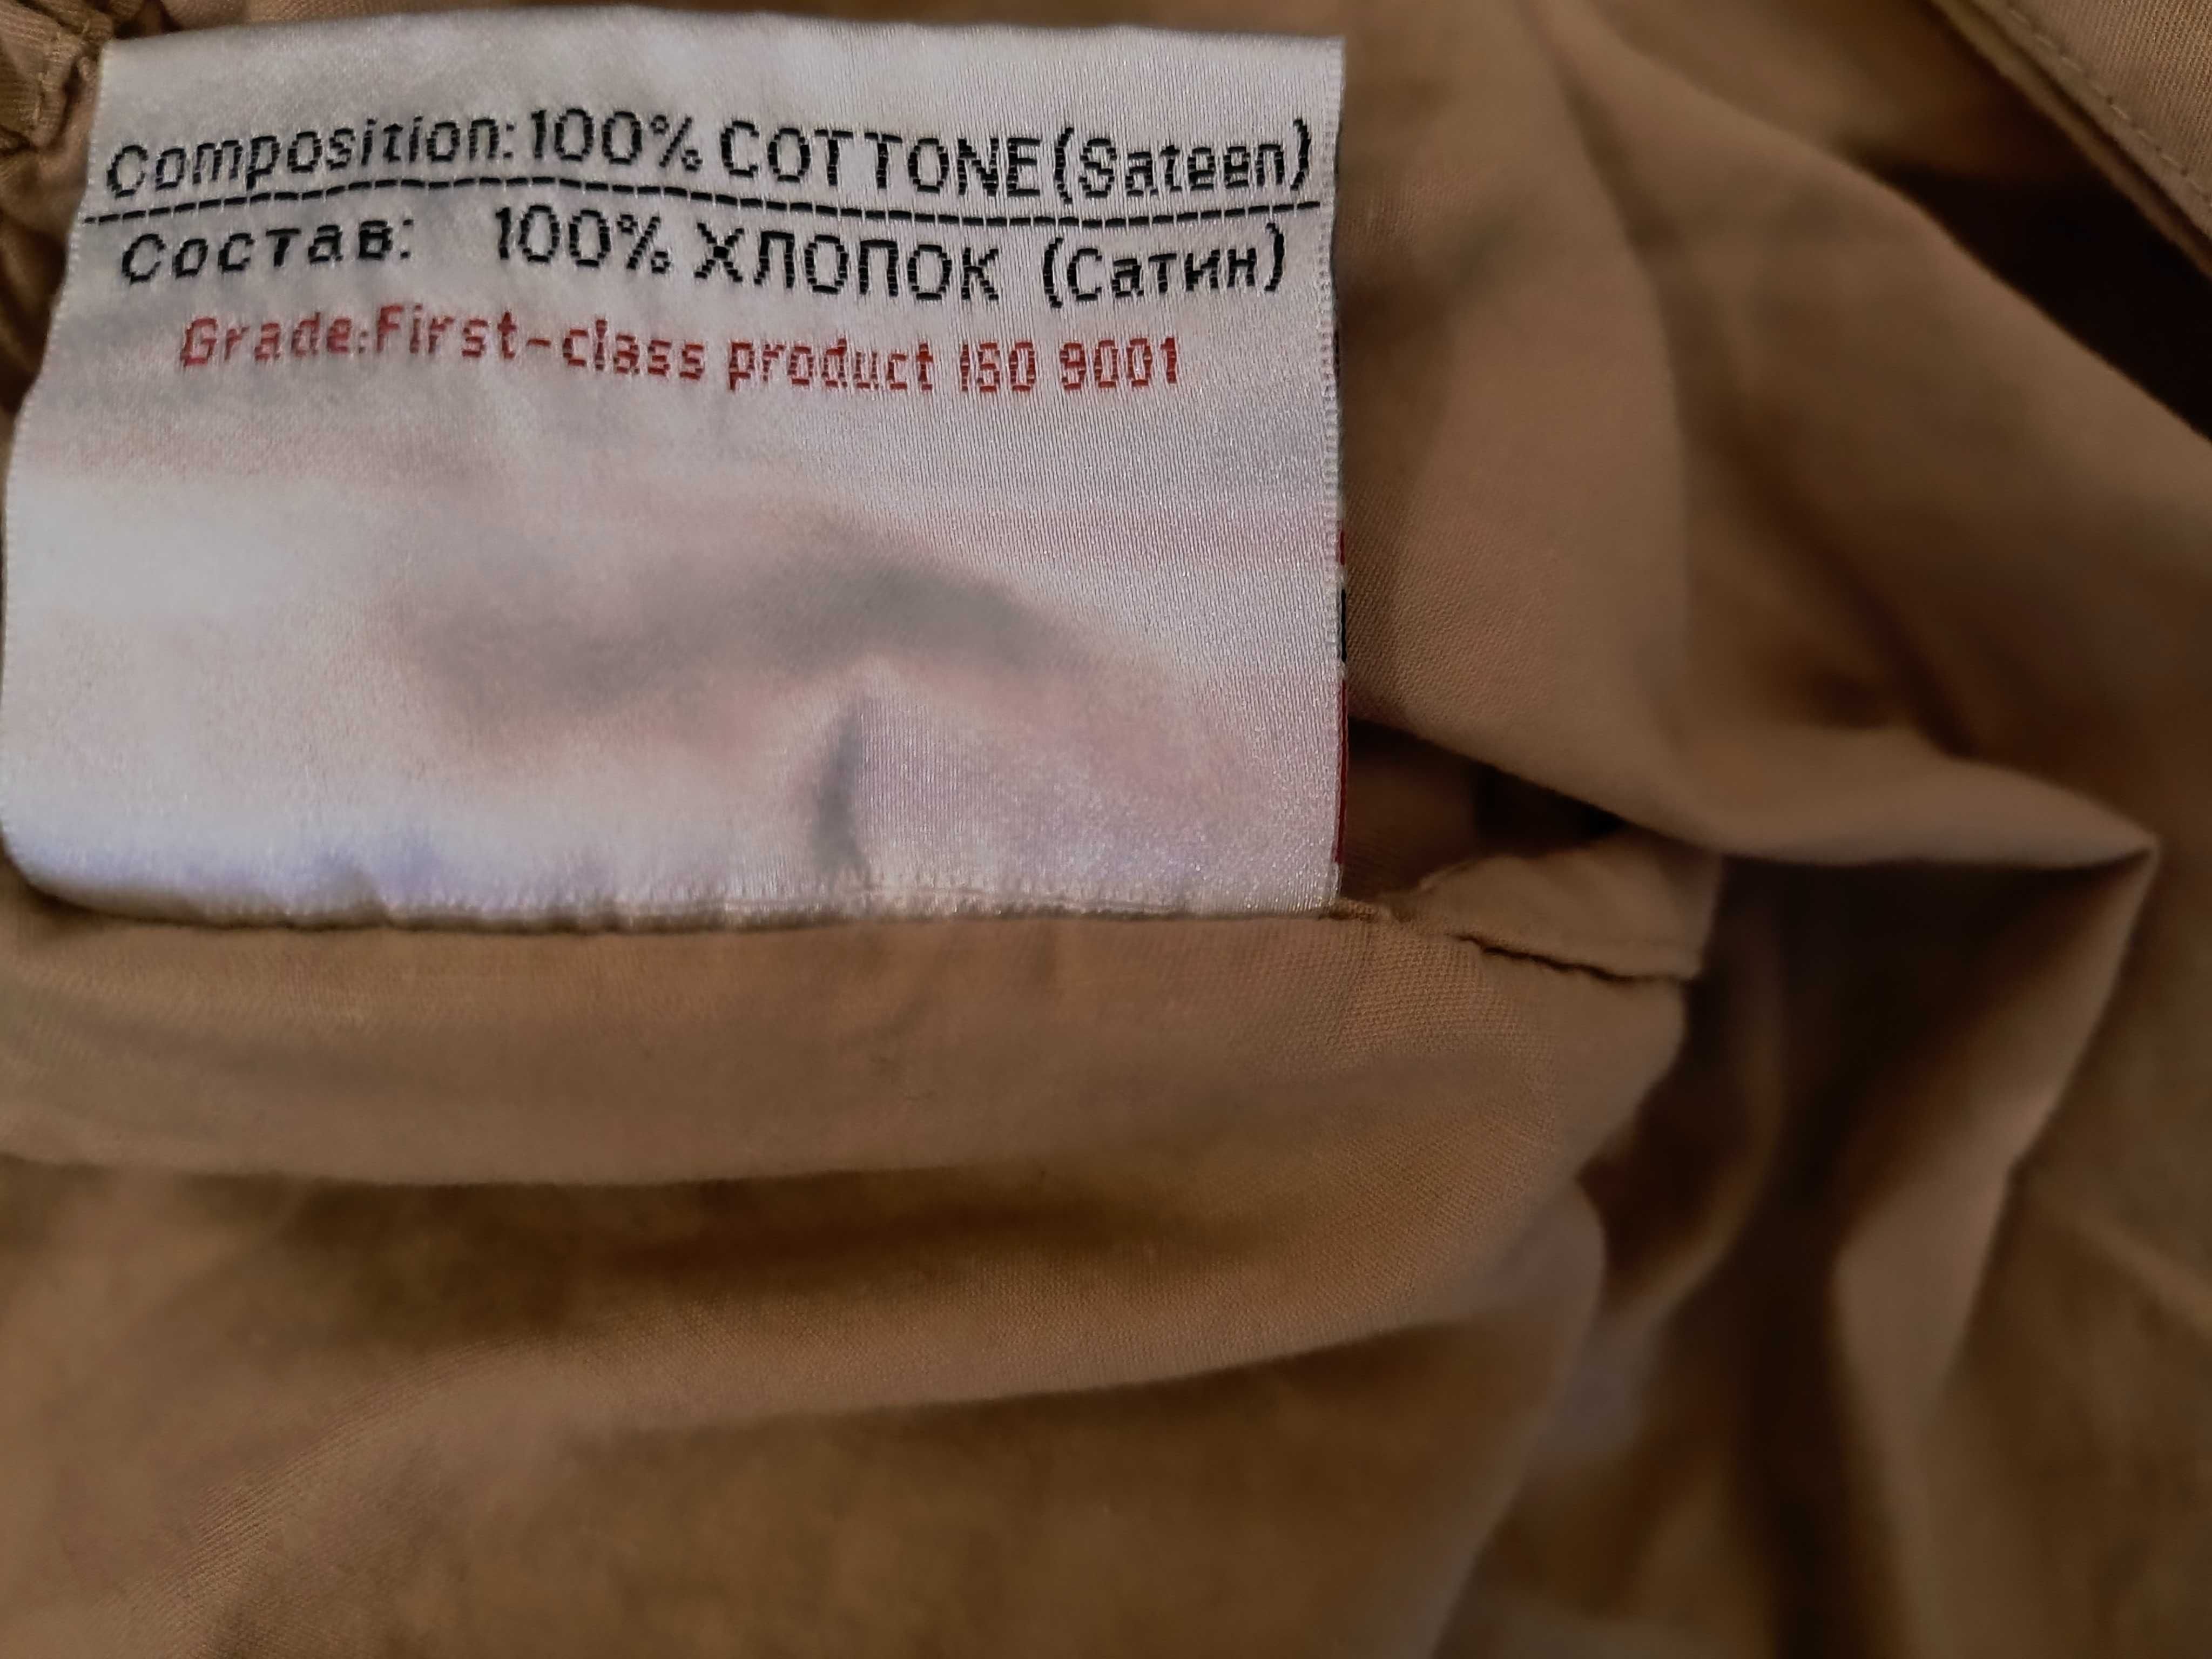 Composition:100% COTTONE(Sateen)
Состав: 100% ХЛОПОК (Сатин)
Grade:First-class product ISO 9001